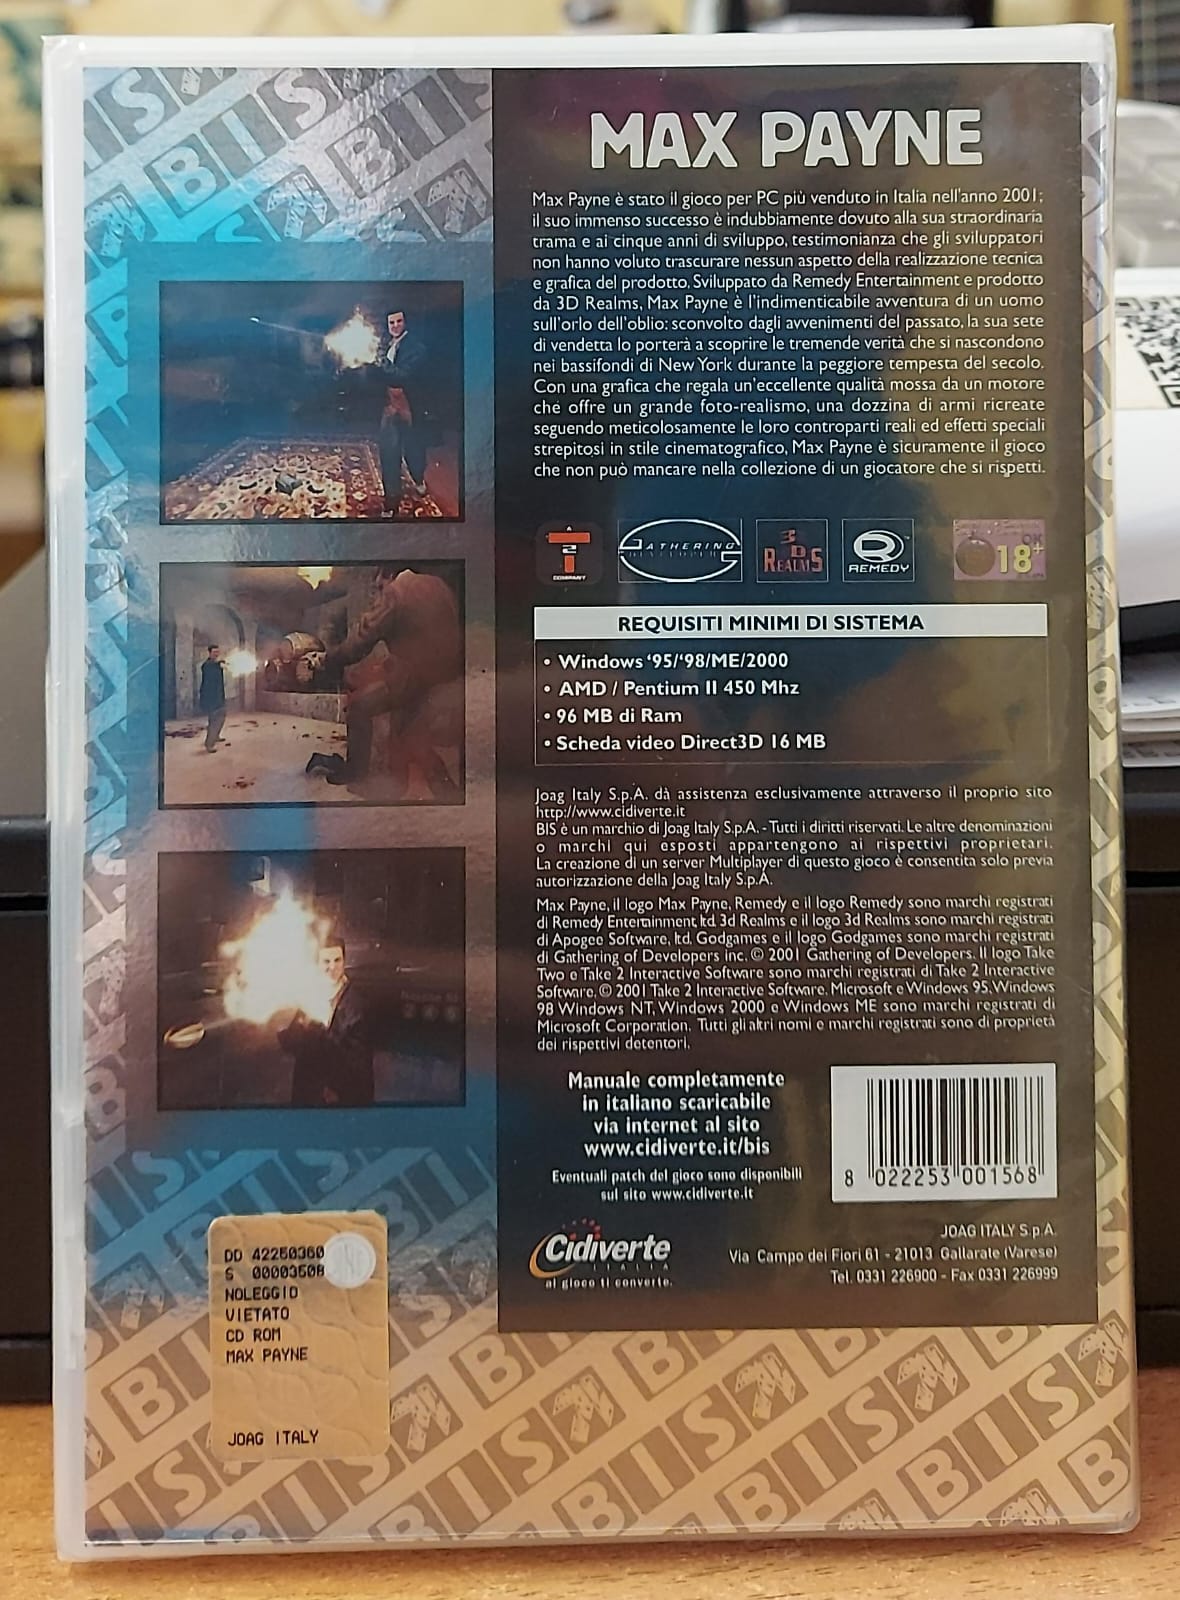 MAX PAYNE
Max Payne è stato il gioco per PC più venduto in Italia nell'anno 2001;
il suo immenso successo è indubbiamente dovuto alla sua straordinaria
trama e ai cinque anni di sviluppo, testimonianza che gli sviluppatori
non hanno voluto trascurare nessun aspetto della realizzazione tecnica
e grafica del prodotto. Sviluppato da Remedy Entertainment e prodotto
da 3D Realms, Max Payne è l'indimenticabile avventura di un uomo
sull'orlo dell'oblio: sconvolto dagli avvenimenti del passato, la sua sete
di vendetta lo porterà a scoprire le tremende verità che si nascondono
nei bassifondi di New York durante la peggiore tempesta del secolo.
Con una grafica che regala un'eccellente qualità mossa da un motore
che offre un grande foto-realismo, una dozzina di armi ricreate
seguendo meticolosamente le loro controparti reali ed effetti speciali
strepitosi in stile cinematografico, Max Payne è sicuramente il gioco
che non può mancare nella collezione di un giocatore che si rispetti.
A T2T COMPANY
GATHERING
3D REALMS
REMEDY
OK 18+
REQUISITI MINIMI DI SISTEMA
• Windows '95/'98/ME/2000
• AMD / Pentium II 450 Mhz
• 96 MB di Ram
• Scheda video Direct3D 16 MB
Joag Italy S.p.A. dà assistenza esclusivamente attraverso il proprio sito
http://www.cidiverte.it
BIS è un marchio di Joag Italy S.p.A. - Tutti i diritti riservati. Le altre denominazioni
o marchi qui esposti appartengono ai rispettivi proprietari.
La creazione di un server Multiplayer di questo gioco è consentita solo previa
autorizzazione della Joag Italy S.p.A.
Max Payne, il logo Max Payne, Remedy e il logo Remedy sono marchi registrati
di Remedy Entertainment, ltd. 3d Realms e il logo 3d Realms sono marchi registrati
di Apogee Software, ltd. Godgames e il logo Godgames sono marchi registrati
di Gathering of Developers inc. © 2001 Gathering of Developers. Il logo Take
Two e Take 2 Interactive Software sono marchi registrati di Take 2 Interactive
Software. © 2001 Take 2 Interactive Software. Microsoft e Windows 95, Windows
98 Windows NT, Windows 2000 e Windows ME sono marchi registrati di
Microsoft Corporation. Tutti gli altri nomi e marchi registrati sono di proprietà
dei rispettivi detentori.
Manuale completamente
in italiano scaricabile
via internet al sito
www.cidiverte.it/bis
Eventuali patch del gioco sono disponibili
sul sito www.cidiverte.it
8 022253 001568
Cidiverte
ITALIA
al gioco ti converte.
JOAG ITALY S.p.A.
Via Campo dei Fiori 61 - 21013 Gallarate (Varese)
Tel. 0331 226900 - Fax 0331 226999
DD 42250360
S 00003508
NOLEGGIO
VIETATO
CD ROM
MAX PAYNE
JOAG ITALY
BIS
BIS
BIS
BIS
BIS